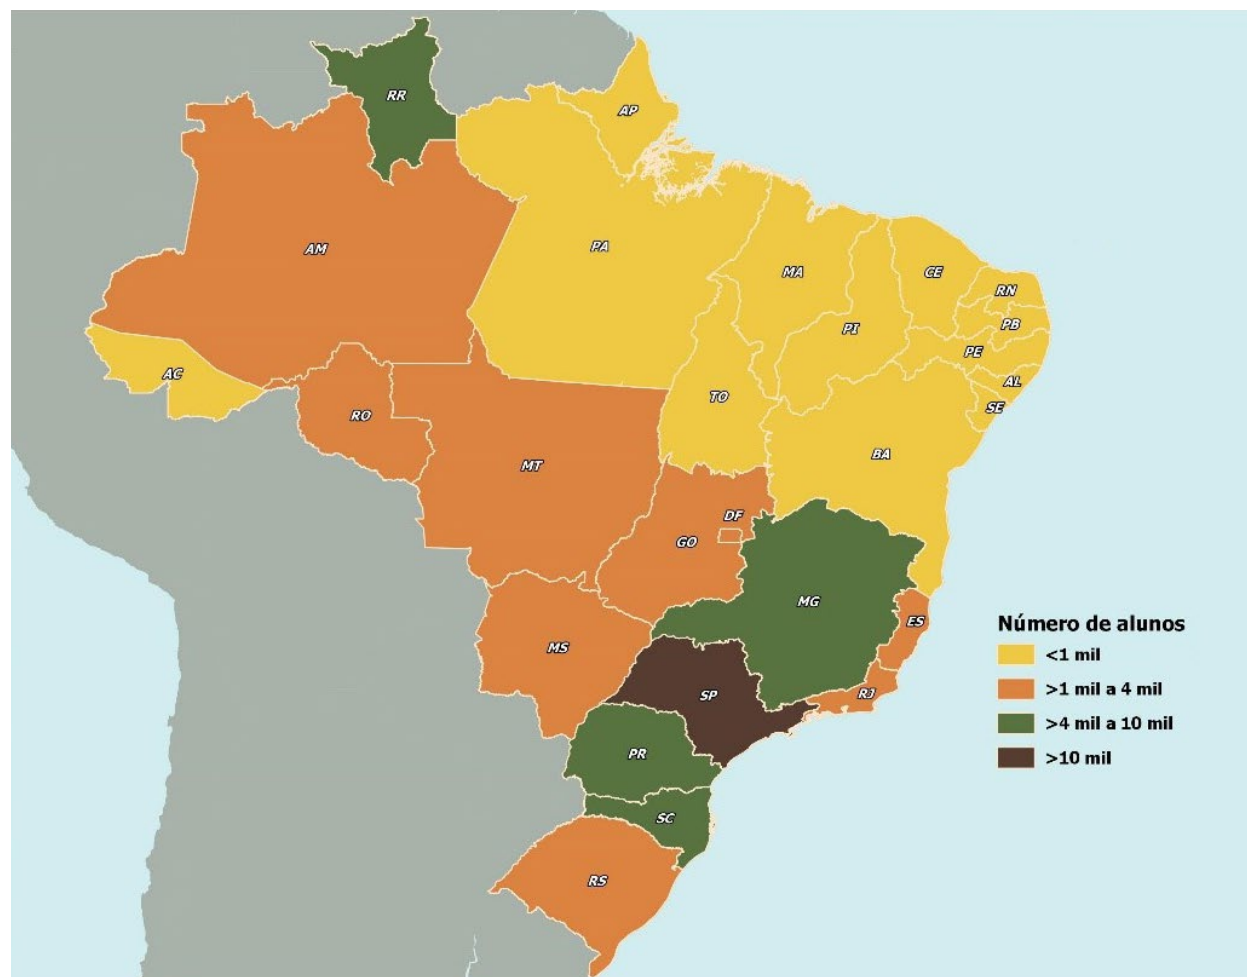 RR
AP
AM
PA
MA
CE
RN
PI
PB
PE
AC
AL
TO
SE
RO
BA
MT
DF
GO
MG
ES
MS
RJ
SP
PR
SC
RS
Número de alunos
<1 mil
>1 mil a 4 mil
>4 mil a 10 mil
>10 mil